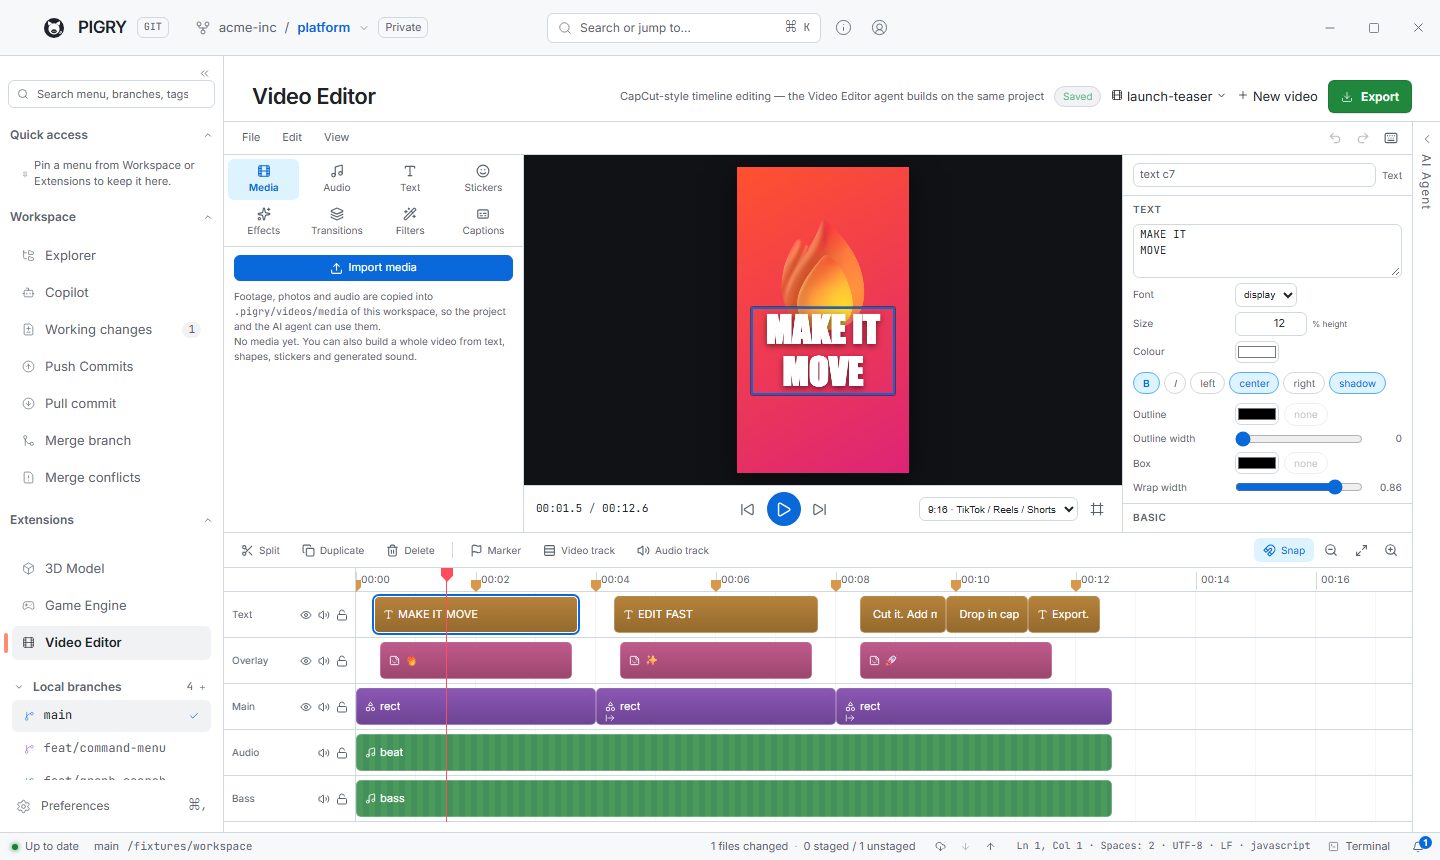 PIGRY GIT acme-inc / platform Private Search or jump to... ⌘ K
Search menu, branches, tags
Quick access
Pin a menu from Workspace or
Extensions to keep it here.
Workspace
Explorer
Copilot
Working changes 1
Push Commits
Pull commit
Merge branch
Merge conflicts
Extensions
3D Model
Game Engine
Video Editor
Local branches 4 +
main
feat/command-menu
Preferences ⌘,
Video Editor
CapCut-style timeline editing — the Video Editor agent builds on the same project Saved launch-teaser + New video Export
File Edit View
Media Audio Text Stickers
Effects Transitions Filters Captions
Import media
Footage, photos and audio are copied into
.pigry/videos/media of this workspace, so the project
and the AI agent can use them.
No media yet. You can also build a whole video from text,
shapes, stickers and generated sound.
MAKE IT
MOVE
00:01.5 / 00:12.6
9:16 · TikTok / Reels / Shorts
text c7 Text
TEXT
MAKE IT
MOVE
Font display
Size 12 % height
Colour
B I left center right shadow
Outline none
Outline width 0
Box none
Wrap width 0.86
BASIC
AI Agent
Split Duplicate Delete Marker Video track Audio track Snap
00:00 00:02 00:04 00:06 00:08 00:10 00:12 00:14 00:16
Text MAKE IT MOVE EDIT FAST Cut it. Add m Drop in cap Export.
Overlay
Main rect rect rect
Audio beat
Bass bass
Up to date main /fixtures/workspace 1 files changed · 0 staged / 1 unstaged Ln 1, Col 1 · Spaces: 2 · UTF-8 · LF · javascript Terminal 1